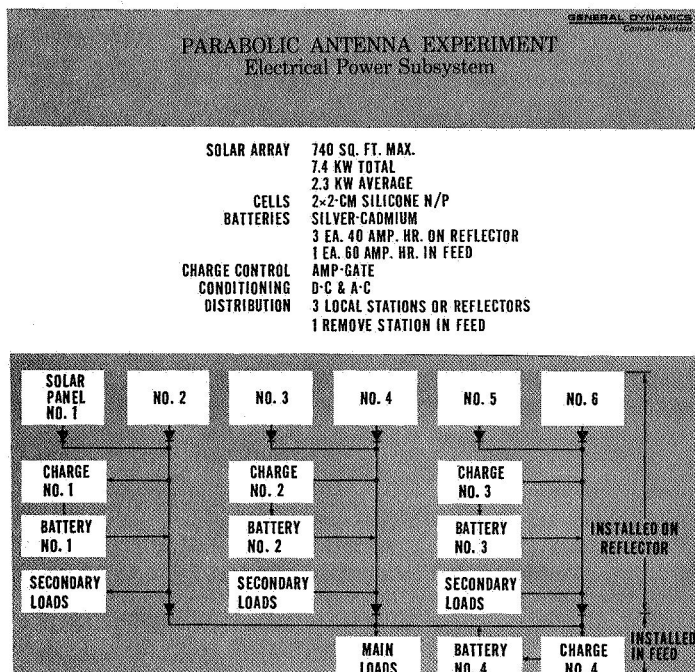 GENERAL DYNAMICS
Convair Division
PARABOLIC ANTENNA EXPERIMENT
Electrical Power Subsystem
SOLAR ARRAY 740 SQ. FT. MAX.
7.4 KW TOTAL
2.3 KW AVERAGE
CELLS 2×2-CM SILICONE N/P
BATTERIES SILVER-CADMIUM
3 EA. 40 AMP. HR. ON REFLECTOR
1 EA. 60 AMP. HR. IN FEED
CHARGE CONTROL AMP-GATE
CONDITIONING D-C & A-C
DISTRIBUTION 3 LOCAL STATIONS OR REFLECTORS
1 REMOVE STATION IN FEED
SOLAR
PANEL
NO. 1
NO. 2
NO. 3
NO. 4
NO. 5
NO. 6
CHARGE
NO. 1
CHARGE
NO. 2
CHARGE
NO. 3
BATTERY
NO. 1
BATTERY
NO. 2
BATTERY
NO. 3
INSTALLED ON
REFLECTOR
SECONDARY
LOADS
SECONDARY
LOADS
SECONDARY
LOADS
MAIN
LOADS
BATTERY
NO. 4
CHARGE
NO. 4
INSTALLED
IN FEED